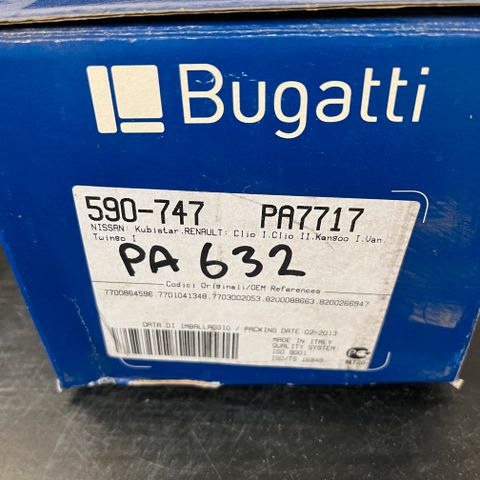 Bugatti
590-747 PA7717
NISSAN: Kubistar,RENAULT: Clio I,Clio II,Kangoo I,Van,
Twingo I
PA 632
Codici Originali/OEM References
7700864596,7701041348,7703002053,8200088663,8200266947
DATA DI IMBALLAGGIO / PACKING DATE 02-2013
MADE IN ITALY
QUALITY SYSTEM
ISO 9001
ISO/TS 16949